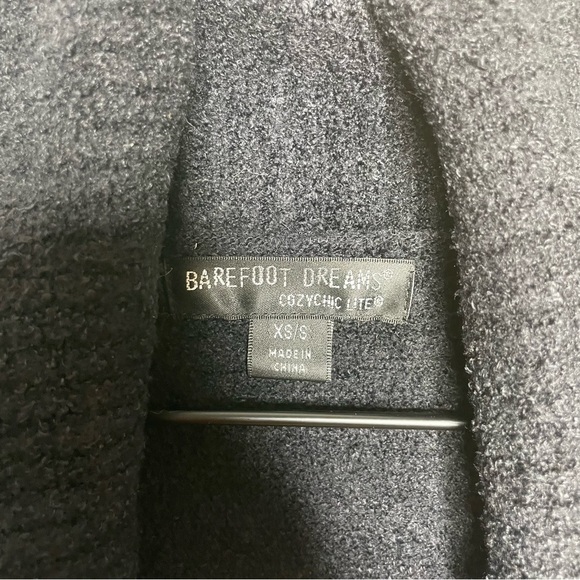 BAREFOOT DREAMS®
COZYCHIC LITE®
XS/S
MADE IN
CHINA